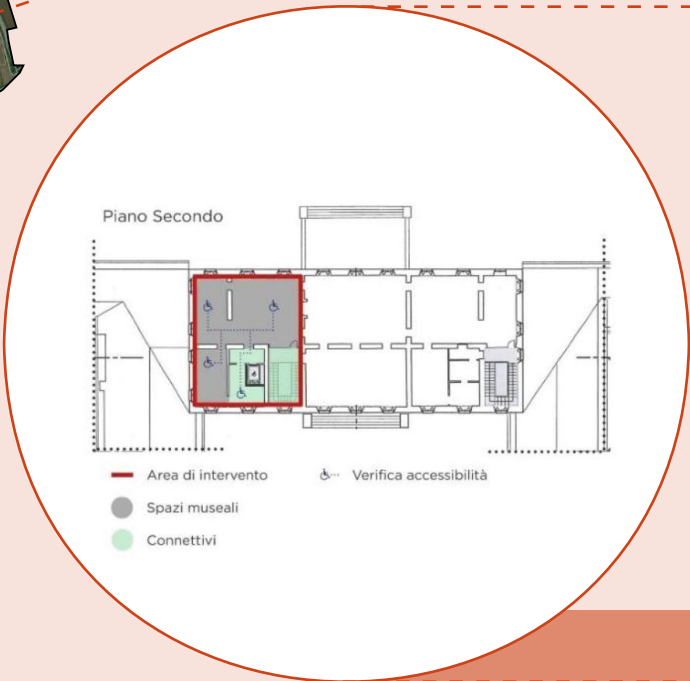 Piano Secondo
Area di intervento
Verifica accessibilità
Spazi museali
Connettivi